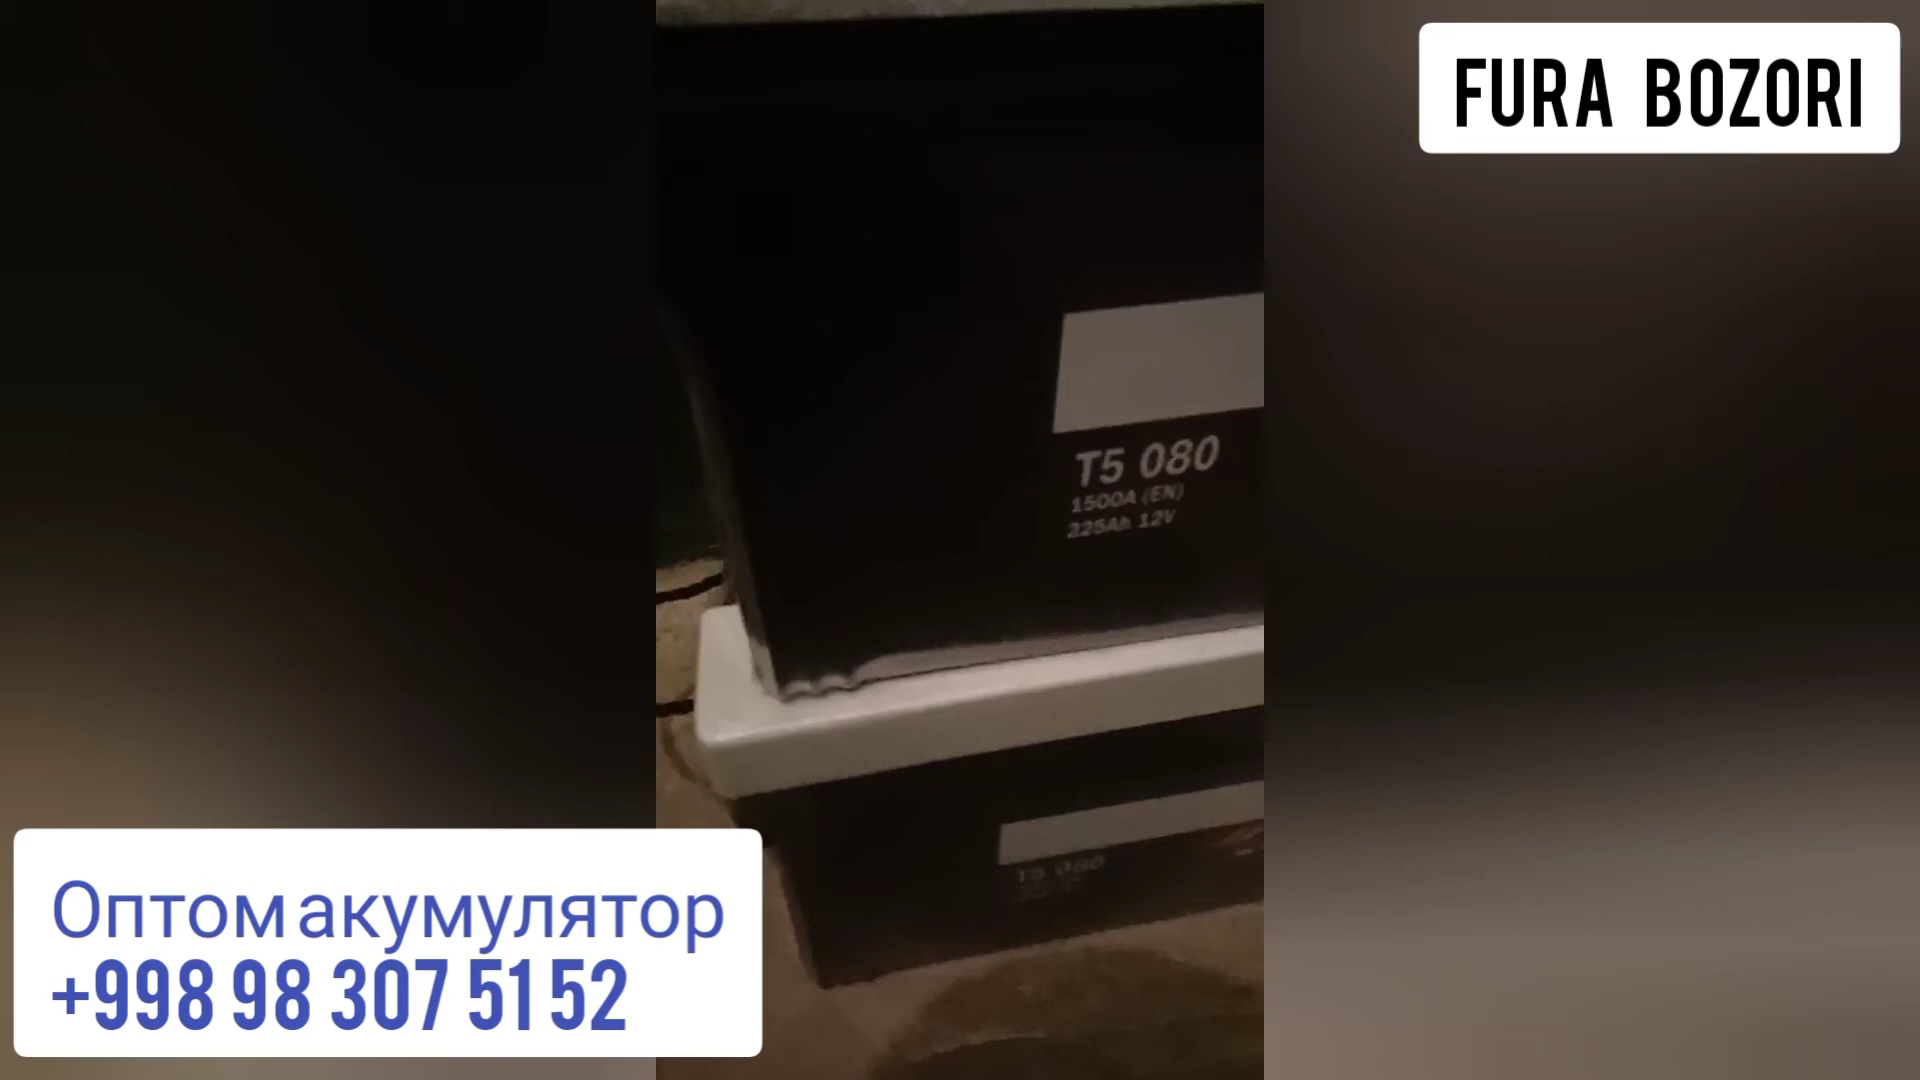 FURA BOZORI
T5 080
1500A (EN)
225Ah 12V
T5 080
Оптом акумулятор
+998 98 307 51 52